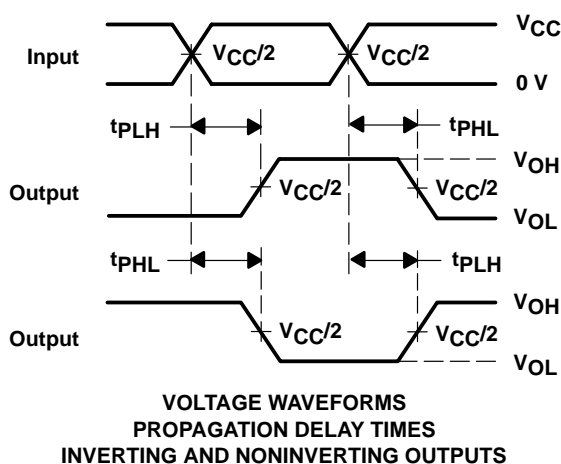 VCC
Input VCC/2 VCC/2
0 V
tPLH tPHL
VOH
Output VCC/2 VCC/2
VOL
tPHL tPLH
VOH
Output VCC/2 VCC/2
VOL
VOLTAGE WAVEFORMS
PROPAGATION DELAY TIMES
INVERTING AND NONINVERTING OUTPUTS